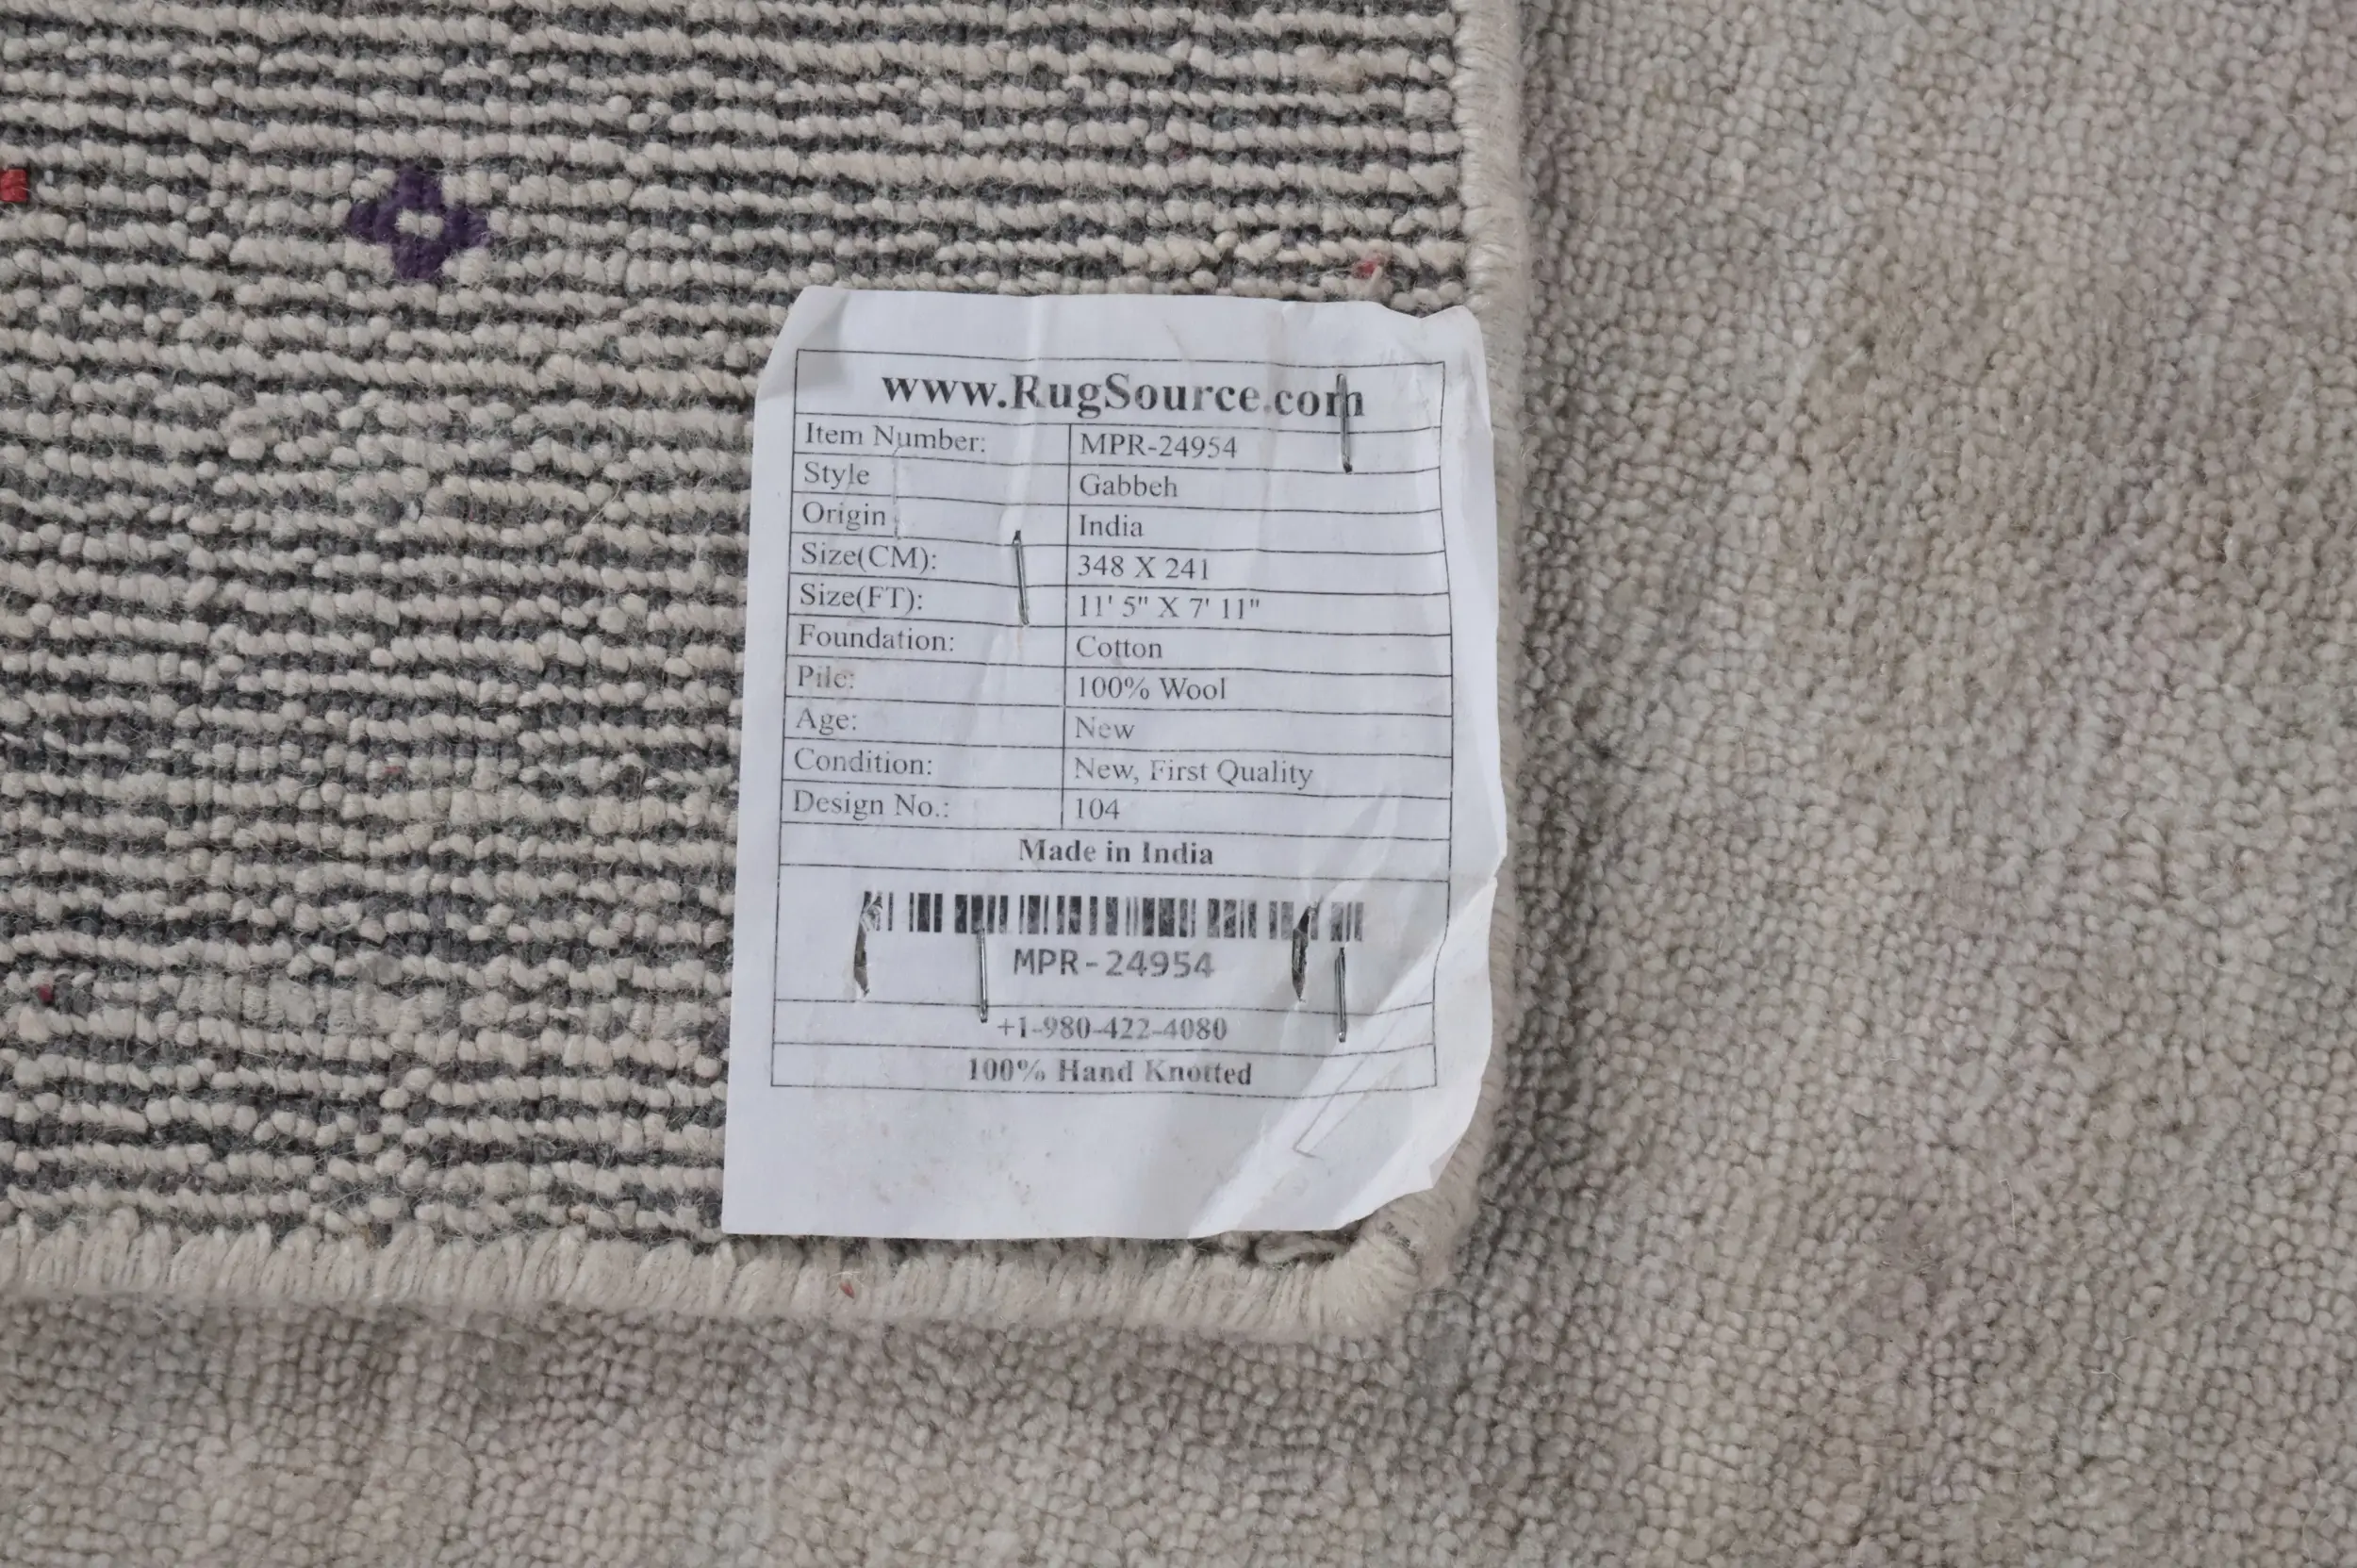 www.RugSource.com
Item Number: MPR-24954
Style Gabbeh
Origin India
Size(CM): 348 X 241
Size(FT): 11' 5" X 7' 11"
Foundation: Cotton
Pile: 100% Wool
Age: New
Condition: New, First Quality
Design No.: 104
Made in India
MPR-24954
+1-980-422-4080
100% Hand Knotted